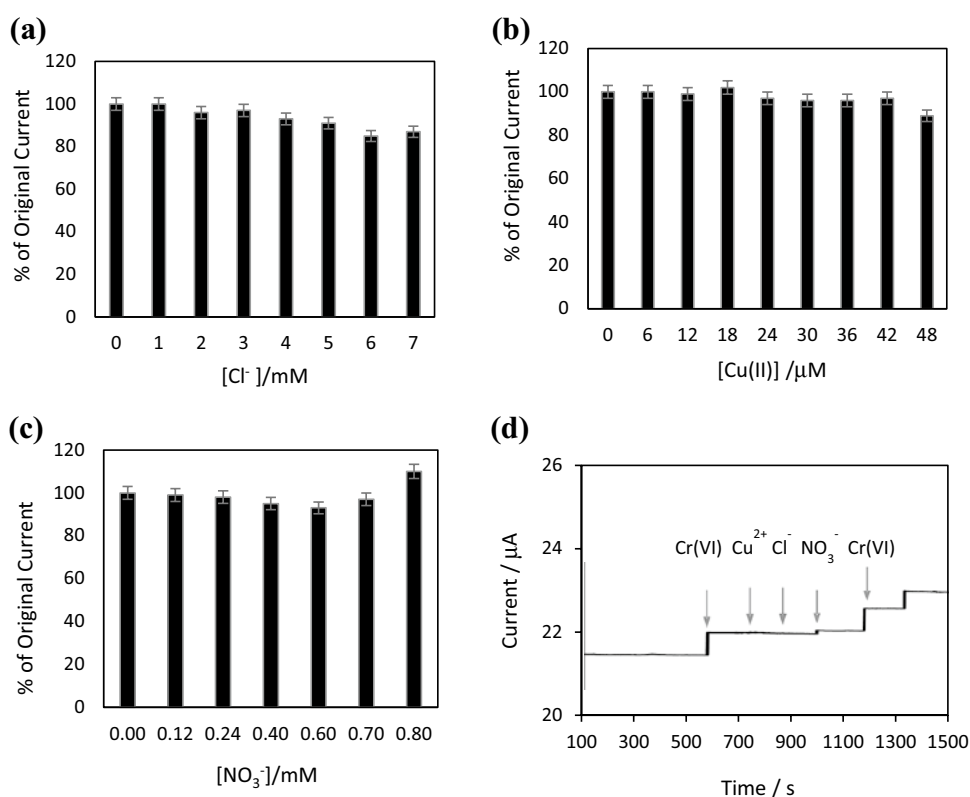 (a)
% of Original Current
120
100
80
60
40
20
0
0 1 2 3 4 5 6 7
[Cl⁻]/mM
(b)
% of Original Current
120
100
80
60
40
20
0
0 6 12 18 24 30 36 42 48
[Cu(II)] /μM
(c)
% of Original Current
120
100
80
60
40
20
0
0.00 0.12 0.24 0.40 0.60 0.70 0.80
[NO₃⁻]/mM
(d)
Current / μA
26
24
22
20
Cr(VI) Cu²⁺ Cl⁻ NO₃⁻ Cr(VI)
100 300 500 700 900 1100 1300 1500
Time / s